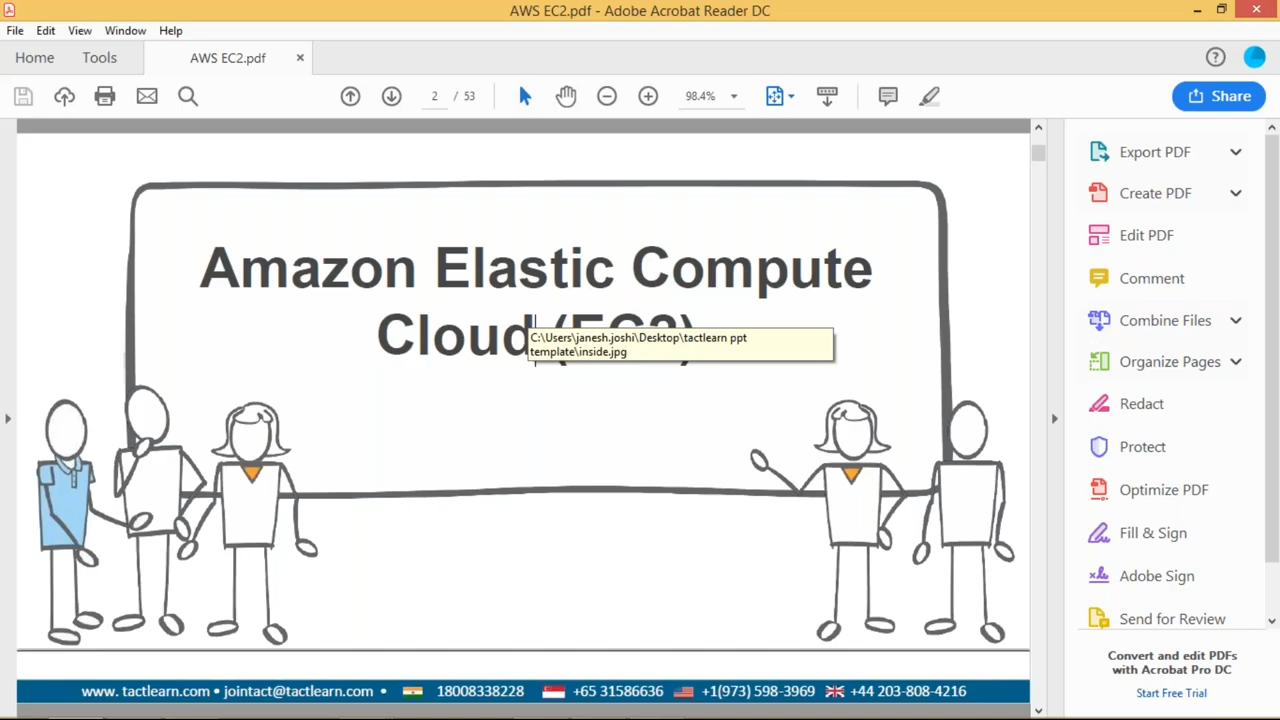 AWS EC2.pdf - Adobe Acrobat Reader DC
File Edit View Window Help
Home Tools AWS EC2.pdf
2 / 53 98.4% Share
Amazon Elastic Compute
Cloud (EC2)
C:\Users\janesh.joshi\Desktop\tactlearn ppt
template\inside.jpg
www. tactlearn.com • jointact@tactlearn.com • 18008338228 +65 31586636 +1(973) 598-3969 +44 203-808-4216
Export PDF
Create PDF
Edit PDF
Comment
Combine Files
Organize Pages
Redact
Protect
Optimize PDF
Fill & Sign
Adobe Sign
Send for Review
Convert and edit PDFs
with Acrobat Pro DC
Start Free Trial